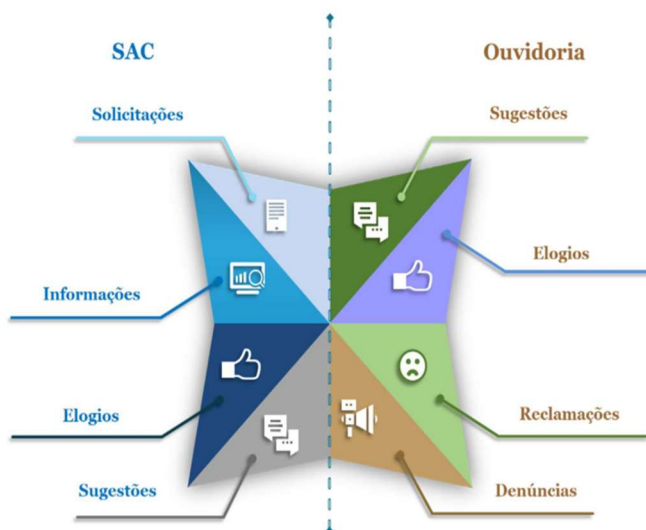 SAC
Ouvidoria
Solicitações
Sugestões
Elogios
Informações
Elogios
Reclamações
Sugestões
Denúncias